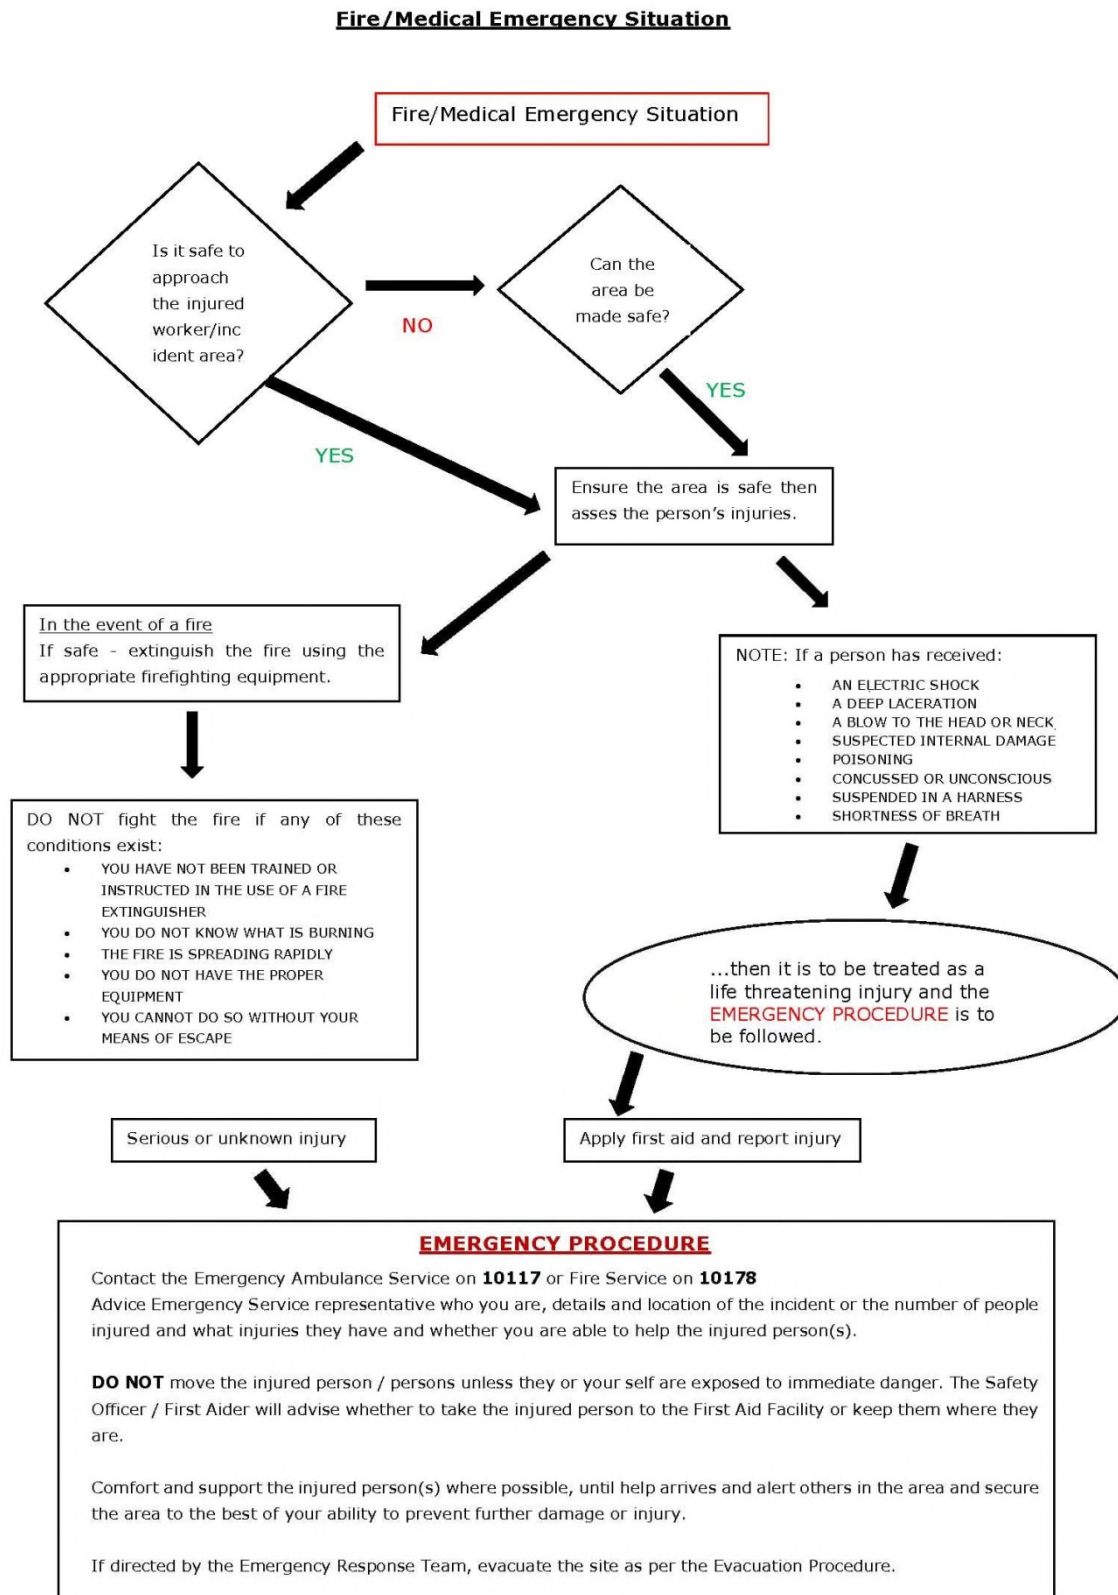 Fire/Medical Emergency Situation
Fire/Medical Emergency Situation
Is it safe to
approach
the injured
worker/inc
ident area?
NO
Can the
area be
made safe?
YES
YES
Ensure the area is safe then
asses the person's injuries.
In the event of a fire
If safe - extinguish the fire using the
appropriate firefighting equipment.
NOTE: If a person has received:
• AN ELECTRIC SHOCK
• A DEEP LACERATION
• A BLOW TO THE HEAD OR NECK
• SUSPECTED INTERNAL DAMAGE
• POISONING
• CONCUSSED OR UNCONSCIOUS
• SUSPENDED IN A HARNESS
• SHORTNESS OF BREATH
DO NOT fight the fire if any of these
conditions exist:
• YOU HAVE NOT BEEN TRAINED OR
INSTRUCTED IN THE USE OF A FIRE
EXTINGUISHER
• YOU DO NOT KNOW WHAT IS BURNING
• THE FIRE IS SPREADING RAPIDLY
• YOU DO NOT HAVE THE PROPER
EQUIPMENT
• YOU CANNOT DO SO WITHOUT YOUR
MEANS OF ESCAPE
...then it is to be treated as a
life threatening injury and the
EMERGENCY PROCEDURE is to
be followed.
Serious or unknown injury
Apply first aid and report injury
EMERGENCY PROCEDURE
Contact the Emergency Ambulance Service on 10117 or Fire Service on 10178
Advice Emergency Service representative who you are, details and location of the incident or the number of people
injured and what injuries they have and whether you are able to help the injured person(s).
DO NOT move the injured person / persons unless they or your self are exposed to immediate danger. The Safety
Officer / First Aider will advise whether to take the injured person to the First Aid Facility or keep them where they
are.
Comfort and support the injured person(s) where possible, until help arrives and alert others in the area and secure
the area to the best of your ability to prevent further damage or injury.
If directed by the Emergency Response Team, evacuate the site as per the Evacuation Procedure.